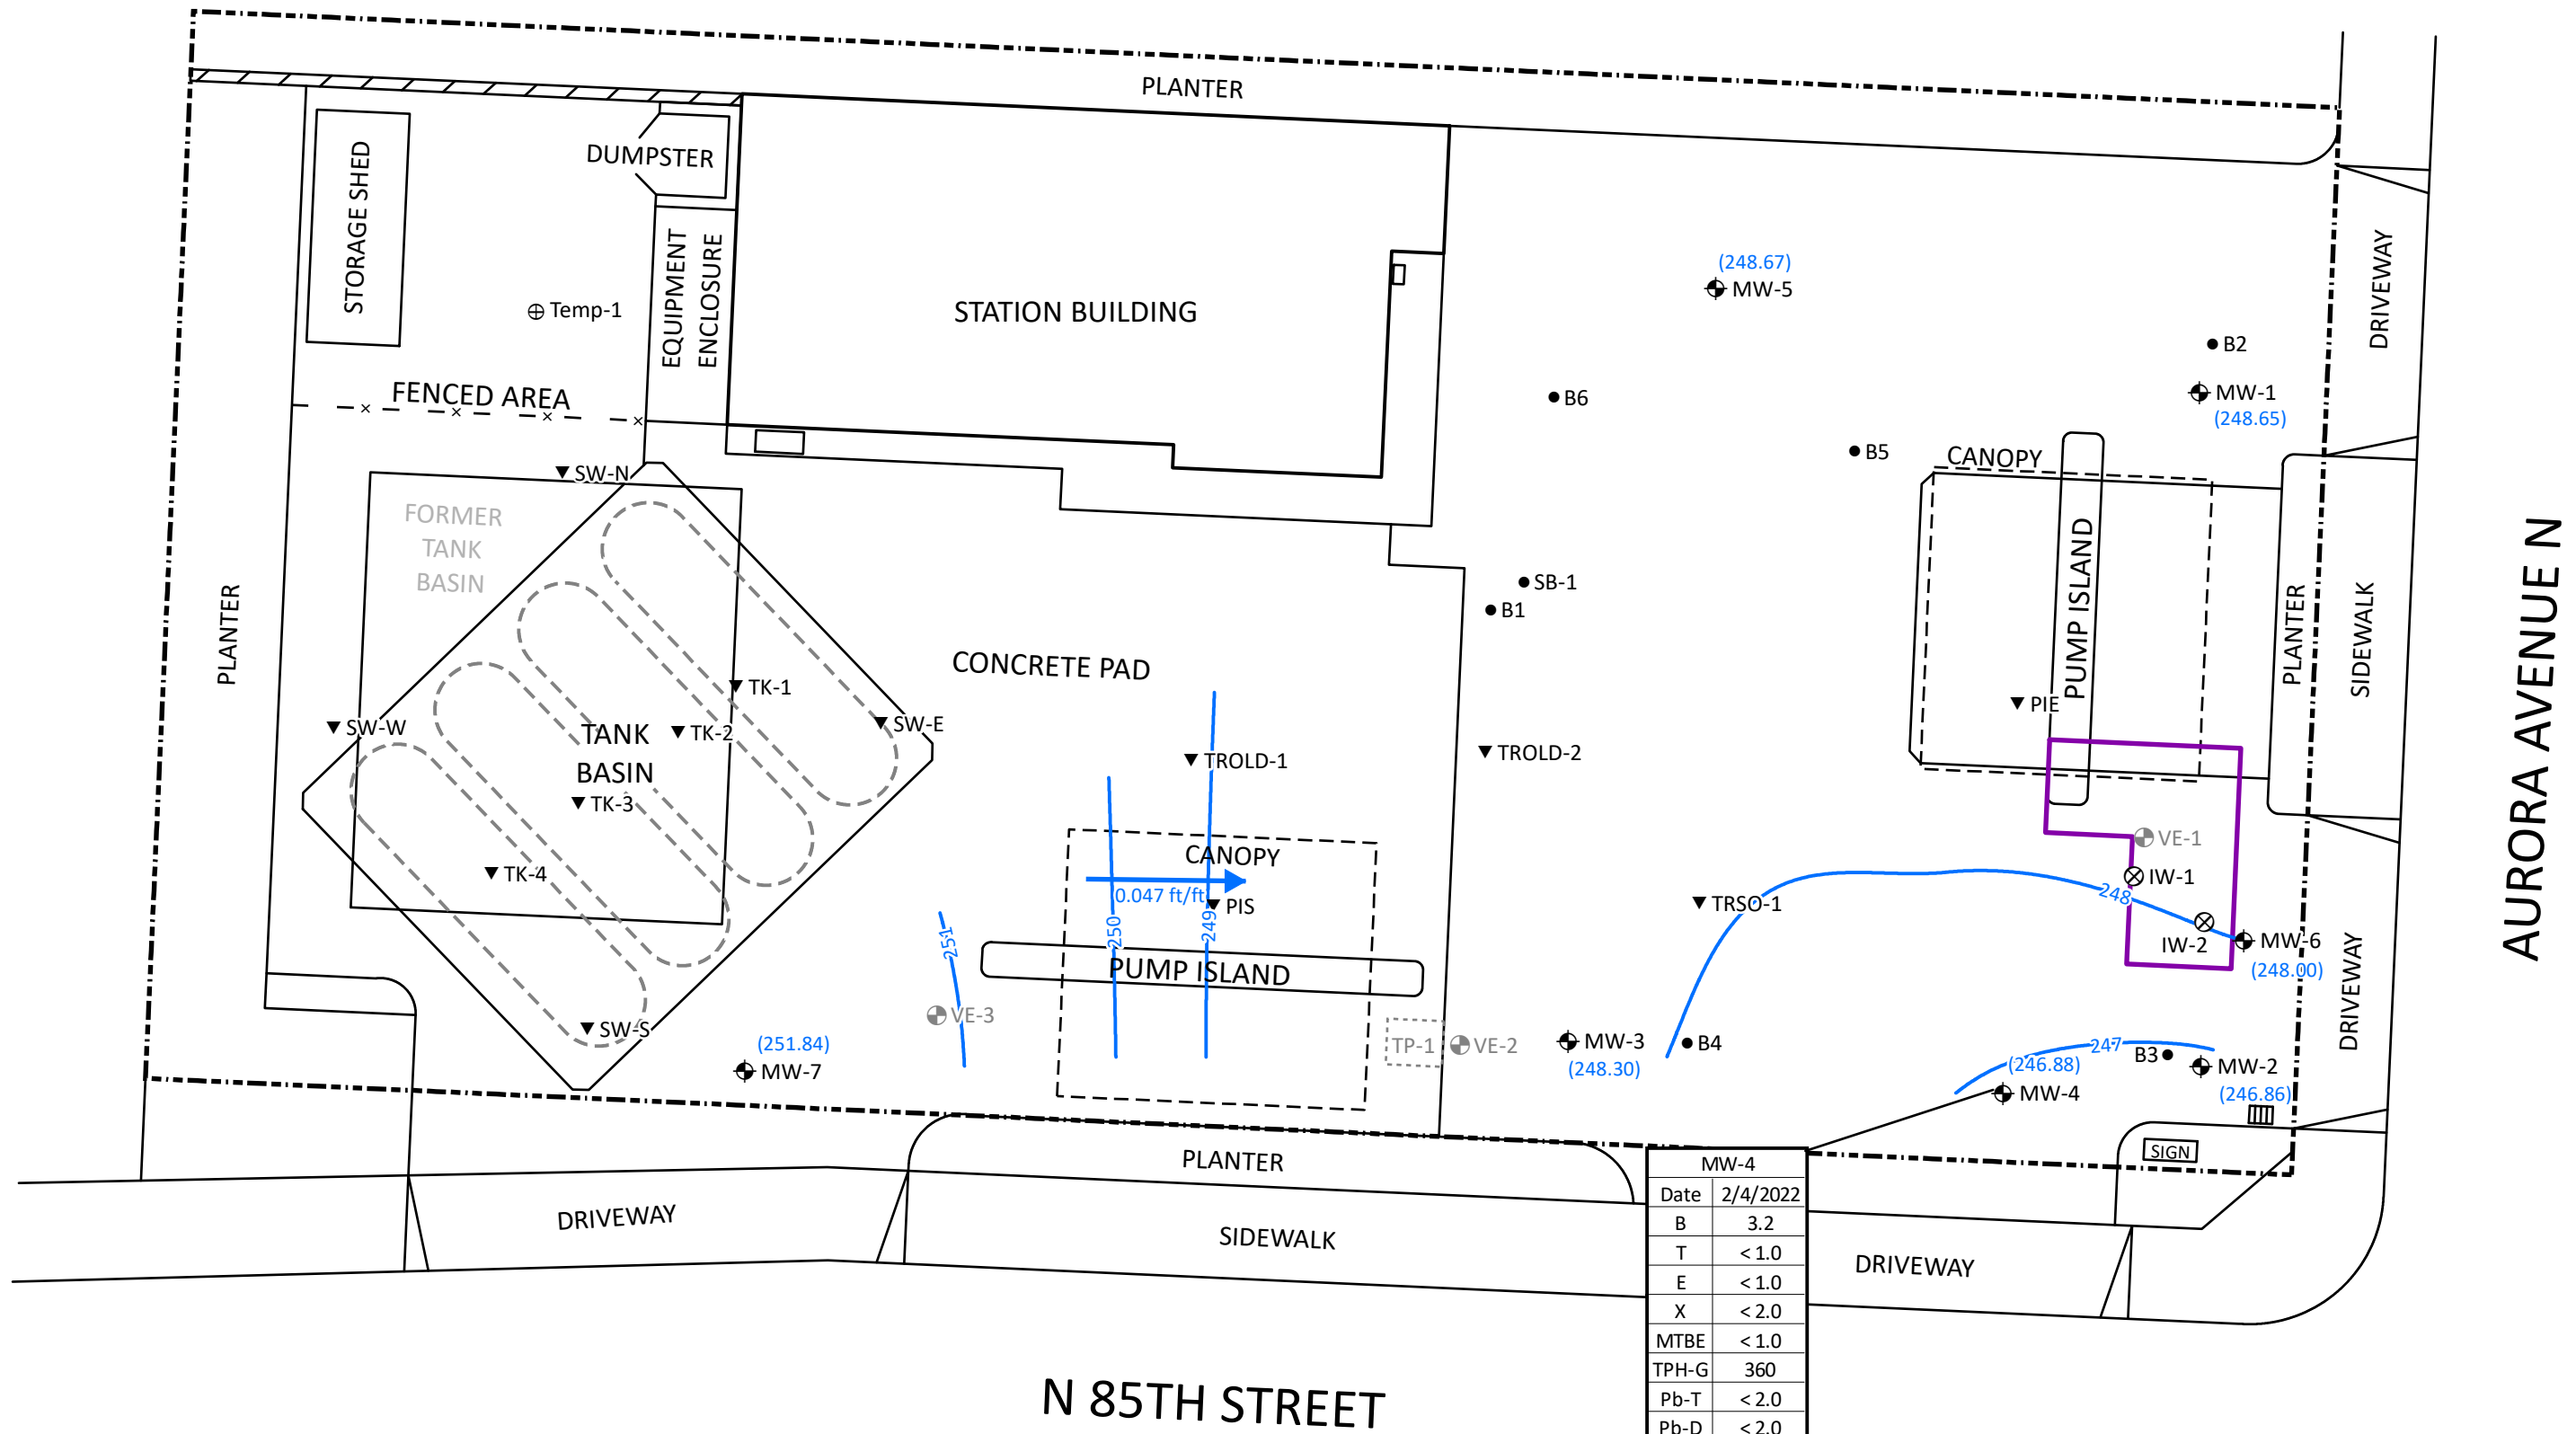 PLANTER
DUMPSTER
STORAGE SHED
EQUIPMENT
ENCLOSURE
STATION BUILDING
Temp-1
FENCED AREA
(248.67)
MW-5
B2
MW-1
(248.65)
B6
B5
DRIVEWAY
CANOPY
PUMP ISLAND
PLANTER
SIDEWALK
AURORA AVENUE N
SW-N
FORMER
TANK
BASIN
PLANTER
SB-1
B1
CONCRETE PAD
TK-1
SW-W
TANK
BASIN
TK-2
SW-E
TK-3
TK-4
SW-S
TROLD-1
TROLD-2
PIE
CANOPY
0.047 ft/ft
PIS
251
250
249
PUMP ISLAND
VE-3
TP-1
VE-2
(251.84)
MW-7
MW-3
(248.30)
B4
TRSO-1
VE-1
IW-1
248
IW-2
MW-6
(248.00)
DRIVEWAY
247
B3
MW-2
(246.86)
(246.88)
MW-4
SIGN
PLANTER
DRIVEWAY
SIDEWALK
DRIVEWAY
MW-4
Date 2/4/2022
B 3.2
T < 1.0
E < 1.0
X < 2.0
MTBE < 1.0
TPH-G 360
Pb-T < 2.0
Pb-D < 2.0
N 85TH STREET